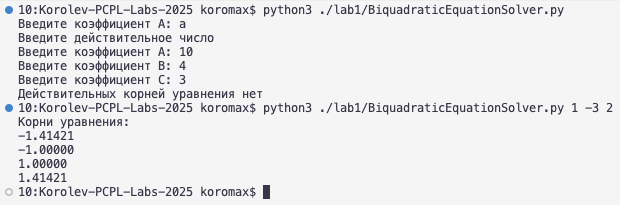 10:Korolev-PCPL-Labs-2025 koromax$ python3 ./lab1/BiquadraticEquationSolver.py
Введите коэффициент A: a
Введите действительное число
Введите коэффициент A: 10
Введите коэффициент B: 4
Введите коэффициент C: 3
Действительных корней уравнения нет
10:Korolev-PCPL-Labs-2025 koromax$ python3 ./lab1/BiquadraticEquationSolver.py 1 -3 2
Корни уравнения:
-1.41421
-1.00000
1.00000
1.41421
10:Korolev-PCPL-Labs-2025 koromax$